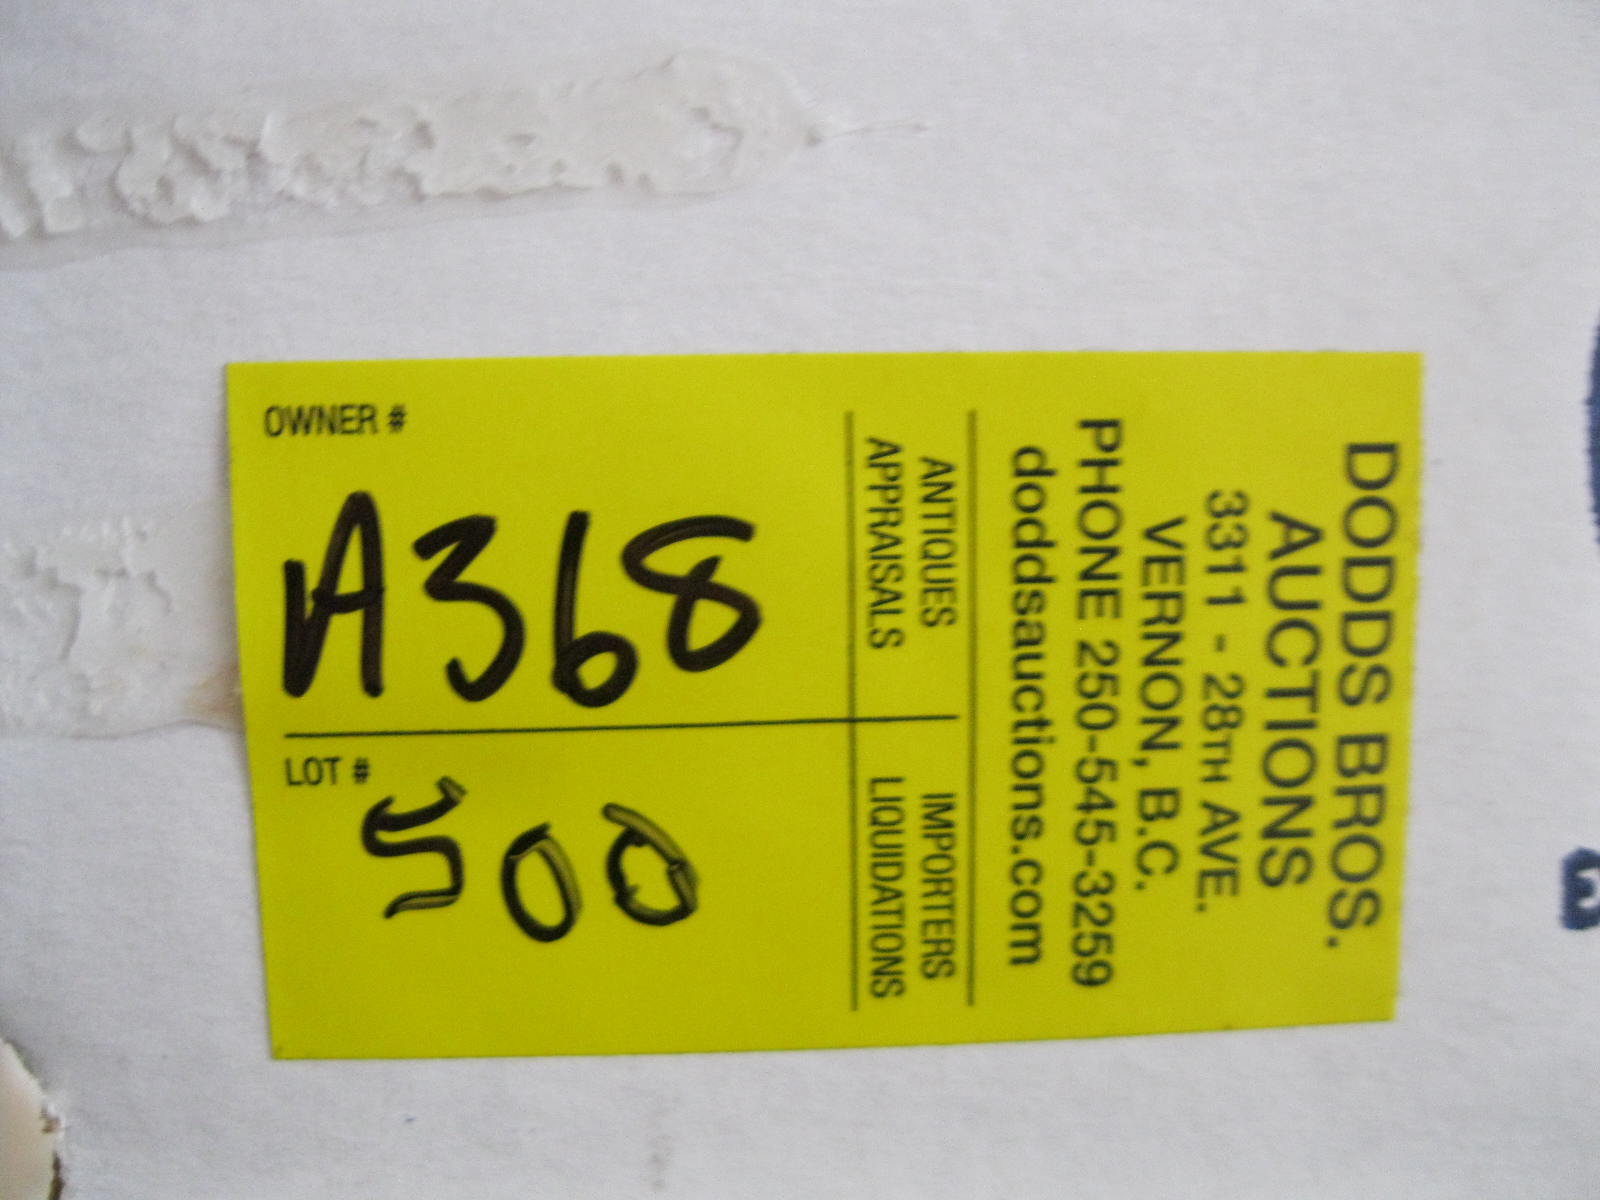 DODDS BROS.
AUCTIONS
3311 - 28TH AVE.
VERNON, B.C.
PHONE 250-545-3259
doddsauctions.com
ANTIQUES
APPRAISALS
IMPORTERS
LIQUIDATIONS
OWNER #
A368
LOT #
500